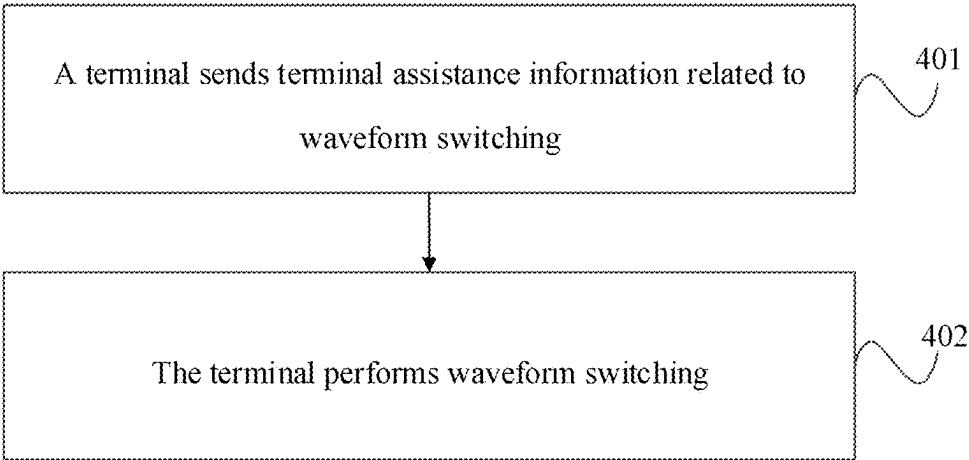 A terminal sends terminal assistance information related to
waveform switching
401
The terminal performs waveform switching
402